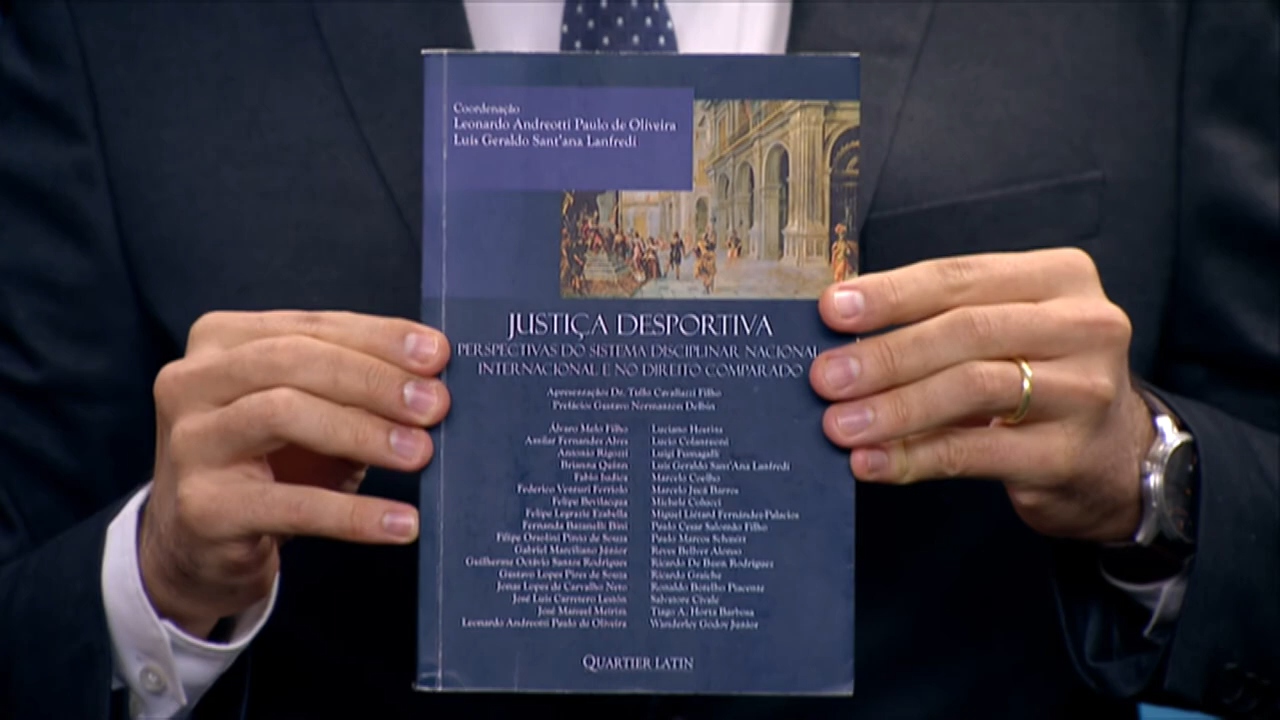 Coordenação
Leonardo Andreotti Paulo de Oliveira
Luís Geraldo Sant'ana Lanfredi
JUSTIÇA DESPORTIVA
PERSPECTIVAS DO SISTEMA DISCIPLINAR NACIONAL
INTERNACIONAL E NO DIREITO COMPARADO
Apresentação: Dr. Tullo Cavallazzi Filho
Prefácio: Gustavo Normanton Delbin
Álvaro Melo Filho
Amilar Fernandes Alves
Antonio Rigozzi
Brianna Quinn
Fabio Iudica
Federico Venturi Ferriolo
Felipe Bevilacqua
Felipe Legrazie Ezabella
Fernanda Bazanelli Bini
Filipe Orsolini Pinto de Souza
Gabriel Marciliano Júnior
Guilherme Octávio Santos Rodrigues
Gustavo Lopes Pires de Souza
Jonas Lopes de Carvalho Neto
José Luis Carretero Lestón
José Manuel Meirim
Leonardo Andreotti Paulo de Oliveira
Luciano Hostins
Lucio Colantuoni
Luigi Fumagalli
Luís Geraldo Sant'Ana Lanfredi
Marcelo Coelho
Marcelo Jucá Barros
Michele Colucci
Miguel Liétard Fernández-Palacios
Paulo Cesar Salomão Filho
Paulo Marcos Schmitt
Reyes Bellver Alonso
Ricardo De Buen Rodríguez
Ricardo Graiche
Ronaldo Botelho Piacente
Salvatore Civale
Tiago A. Horta Barbosa
Wanderley Godoy Junior
QUARTIER LATIN